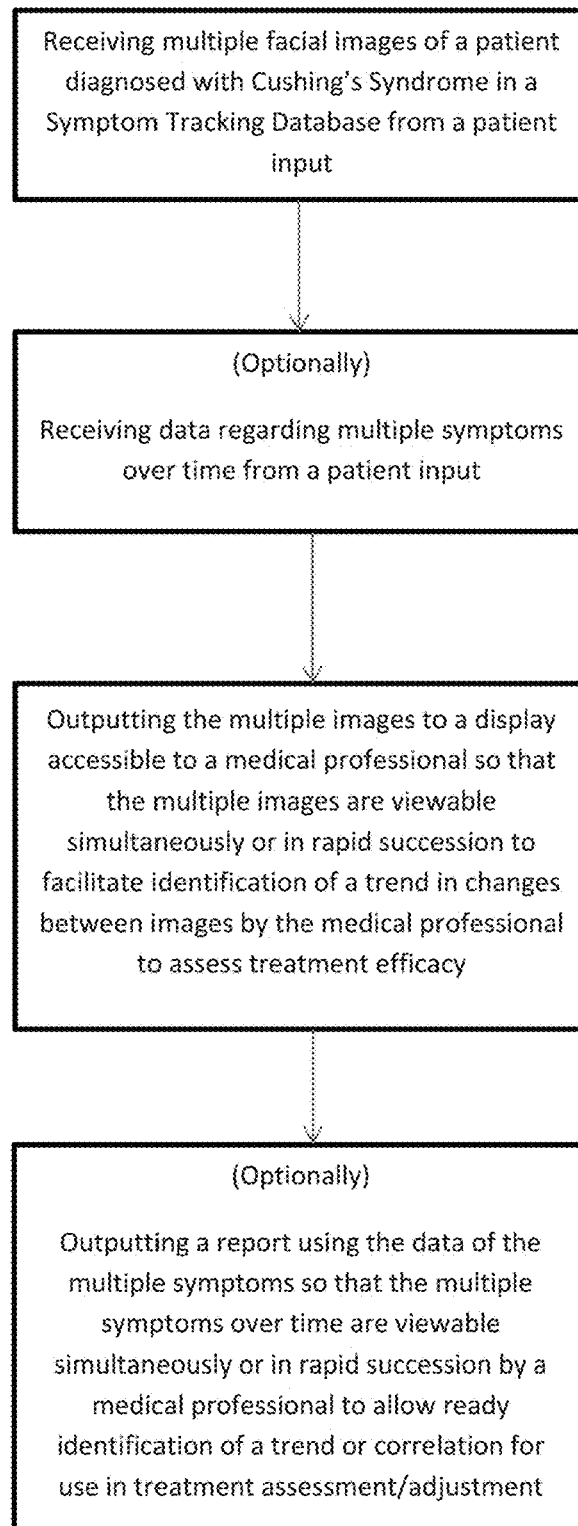 Receiving multiple facial images of a patient
diagnosed with Cushing's Syndrome in a
Symptom Tracking Database from a patient
input
(Optionally)
Receiving data regarding multiple symptoms
over time from a patient input
Outputting the multiple images to a display
accessible to a medical professional so that
the multiple images are viewable
simultaneously or in rapid succession to
facilitate identification of a trend in changes
between images by the medical professional
to assess treatment efficacy
(Optionally)
Outputting a report using the data of the
multiple symptoms so that the multiple
symptoms over time are viewable
simultaneously or in rapid succession by a
medical professional to allow ready
identification of a trend or correlation for
use in treatment assessment/adjustment